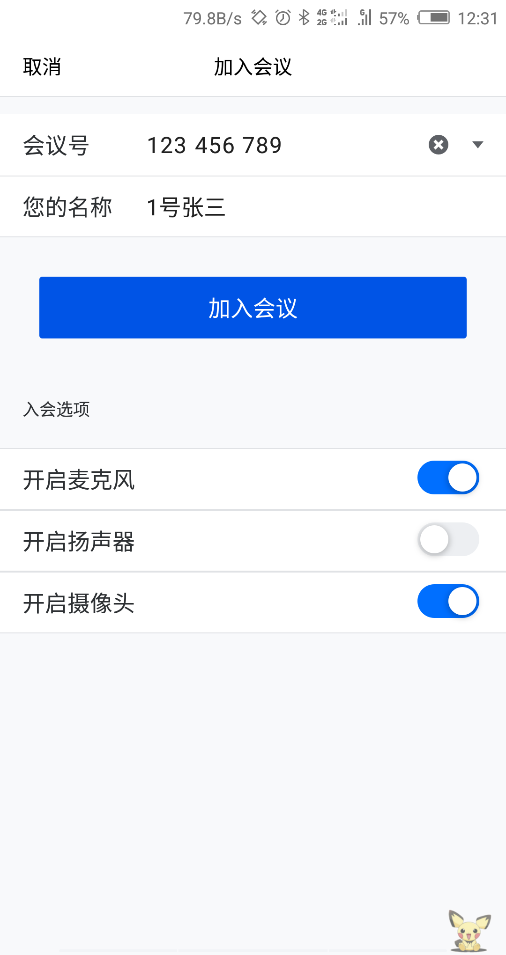 79.8B/s 4G 2G G 57% 12:31
取消 加入会议
会议号 123 456 789
您的名称 1号张三
加入会议
入会选项
开启麦克风
开启扬声器
开启摄像头